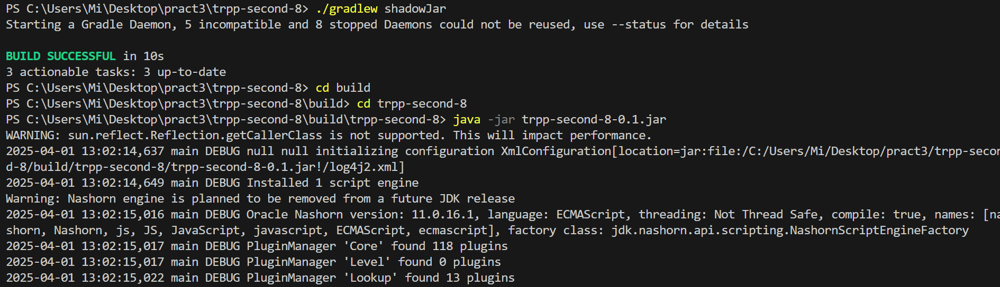 PS C:\Users\Mi\Desktop\pract3\trpp-second-8> ./gradlew shadowJar
Starting a Gradle Daemon, 5 incompatible and 8 stopped Daemons could not be reused, use --status for details
BUILD SUCCESSFUL in 10s
3 actionable tasks: 3 up-to-date
PS C:\Users\Mi\Desktop\pract3\trpp-second-8> cd build
PS C:\Users\Mi\Desktop\pract3\trpp-second-8\build> cd trpp-second-8
PS C:\Users\Mi\Desktop\pract3\trpp-second-8\build\trpp-second-8> java -jar trpp-second-8-0.1.jar
WARNING: sun.reflect.Reflection.getCallerClass is not supported. This will impact performance.
2025-04-01 13:02:14,637 main DEBUG null null initializing configuration XmlConfiguration[location=jar:file:/C:/Users/Mi/Desktop/pract3/trpp-secon
d-8/build/trpp-second-8/trpp-second-8-0.1.jar!/log4j2.xml]
2025-04-01 13:02:14,649 main DEBUG Installed 1 script engine
Warning: Nashorn engine is planned to be removed from a future JDK release
2025-04-01 13:02:15,016 main DEBUG Oracle Nashorn version: 11.0.16.1, language: ECMAScript, threading: Not Thread Safe, compile: true, names: [na
shorn, Nashorn, js, JS, JavaScript, javascript, ECMAScript, ecmascript], factory class: jdk.nashorn.api.scripting.NashornScriptEngineFactory
2025-04-01 13:02:15,017 main DEBUG PluginManager 'Core' found 118 plugins
2025-04-01 13:02:15,017 main DEBUG PluginManager 'Level' found 0 plugins
2025-04-01 13:02:15,022 main DEBUG PluginManager 'Lookup' found 13 plugins